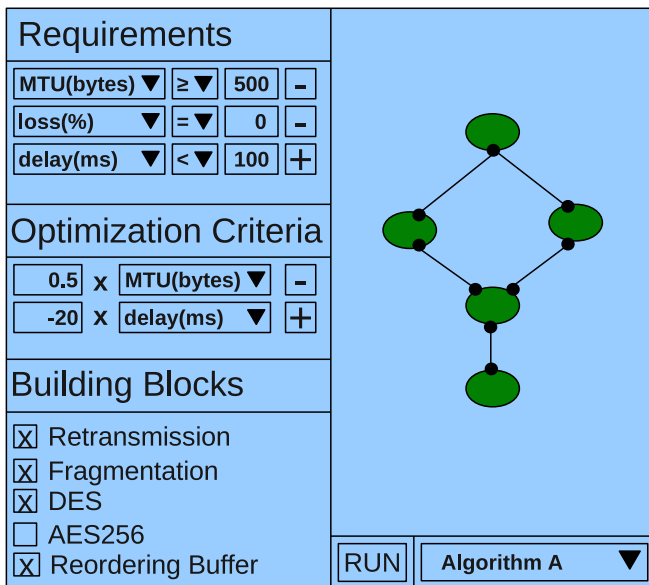 Requirements
MTU(bytes) ▼ ≥ ▼ 500 -
loss(%) ▼ = ▼ 0 -
delay(ms) ▼ < ▼ 100 +
Optimization Criteria
0.5 x MTU(bytes) ▼ -
-20 x delay(ms) ▼ +
Building Blocks
X Retransmission
X Fragmentation
X DES
AES256
X Reordering Buffer
RUN Algorithm A ▼